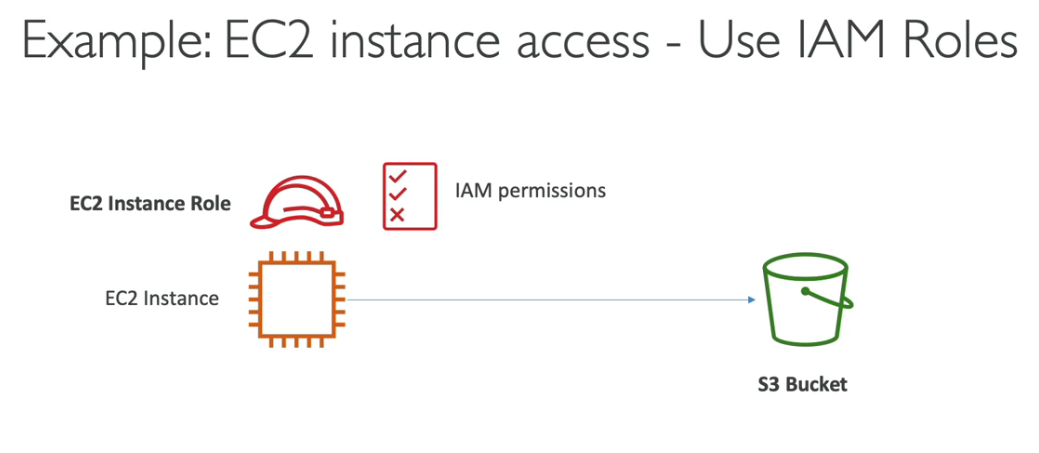 Example: EC2 instance access - Use IAM Roles
EC2 Instance Role
IAM permissions
EC2 Instance
S3 Bucket